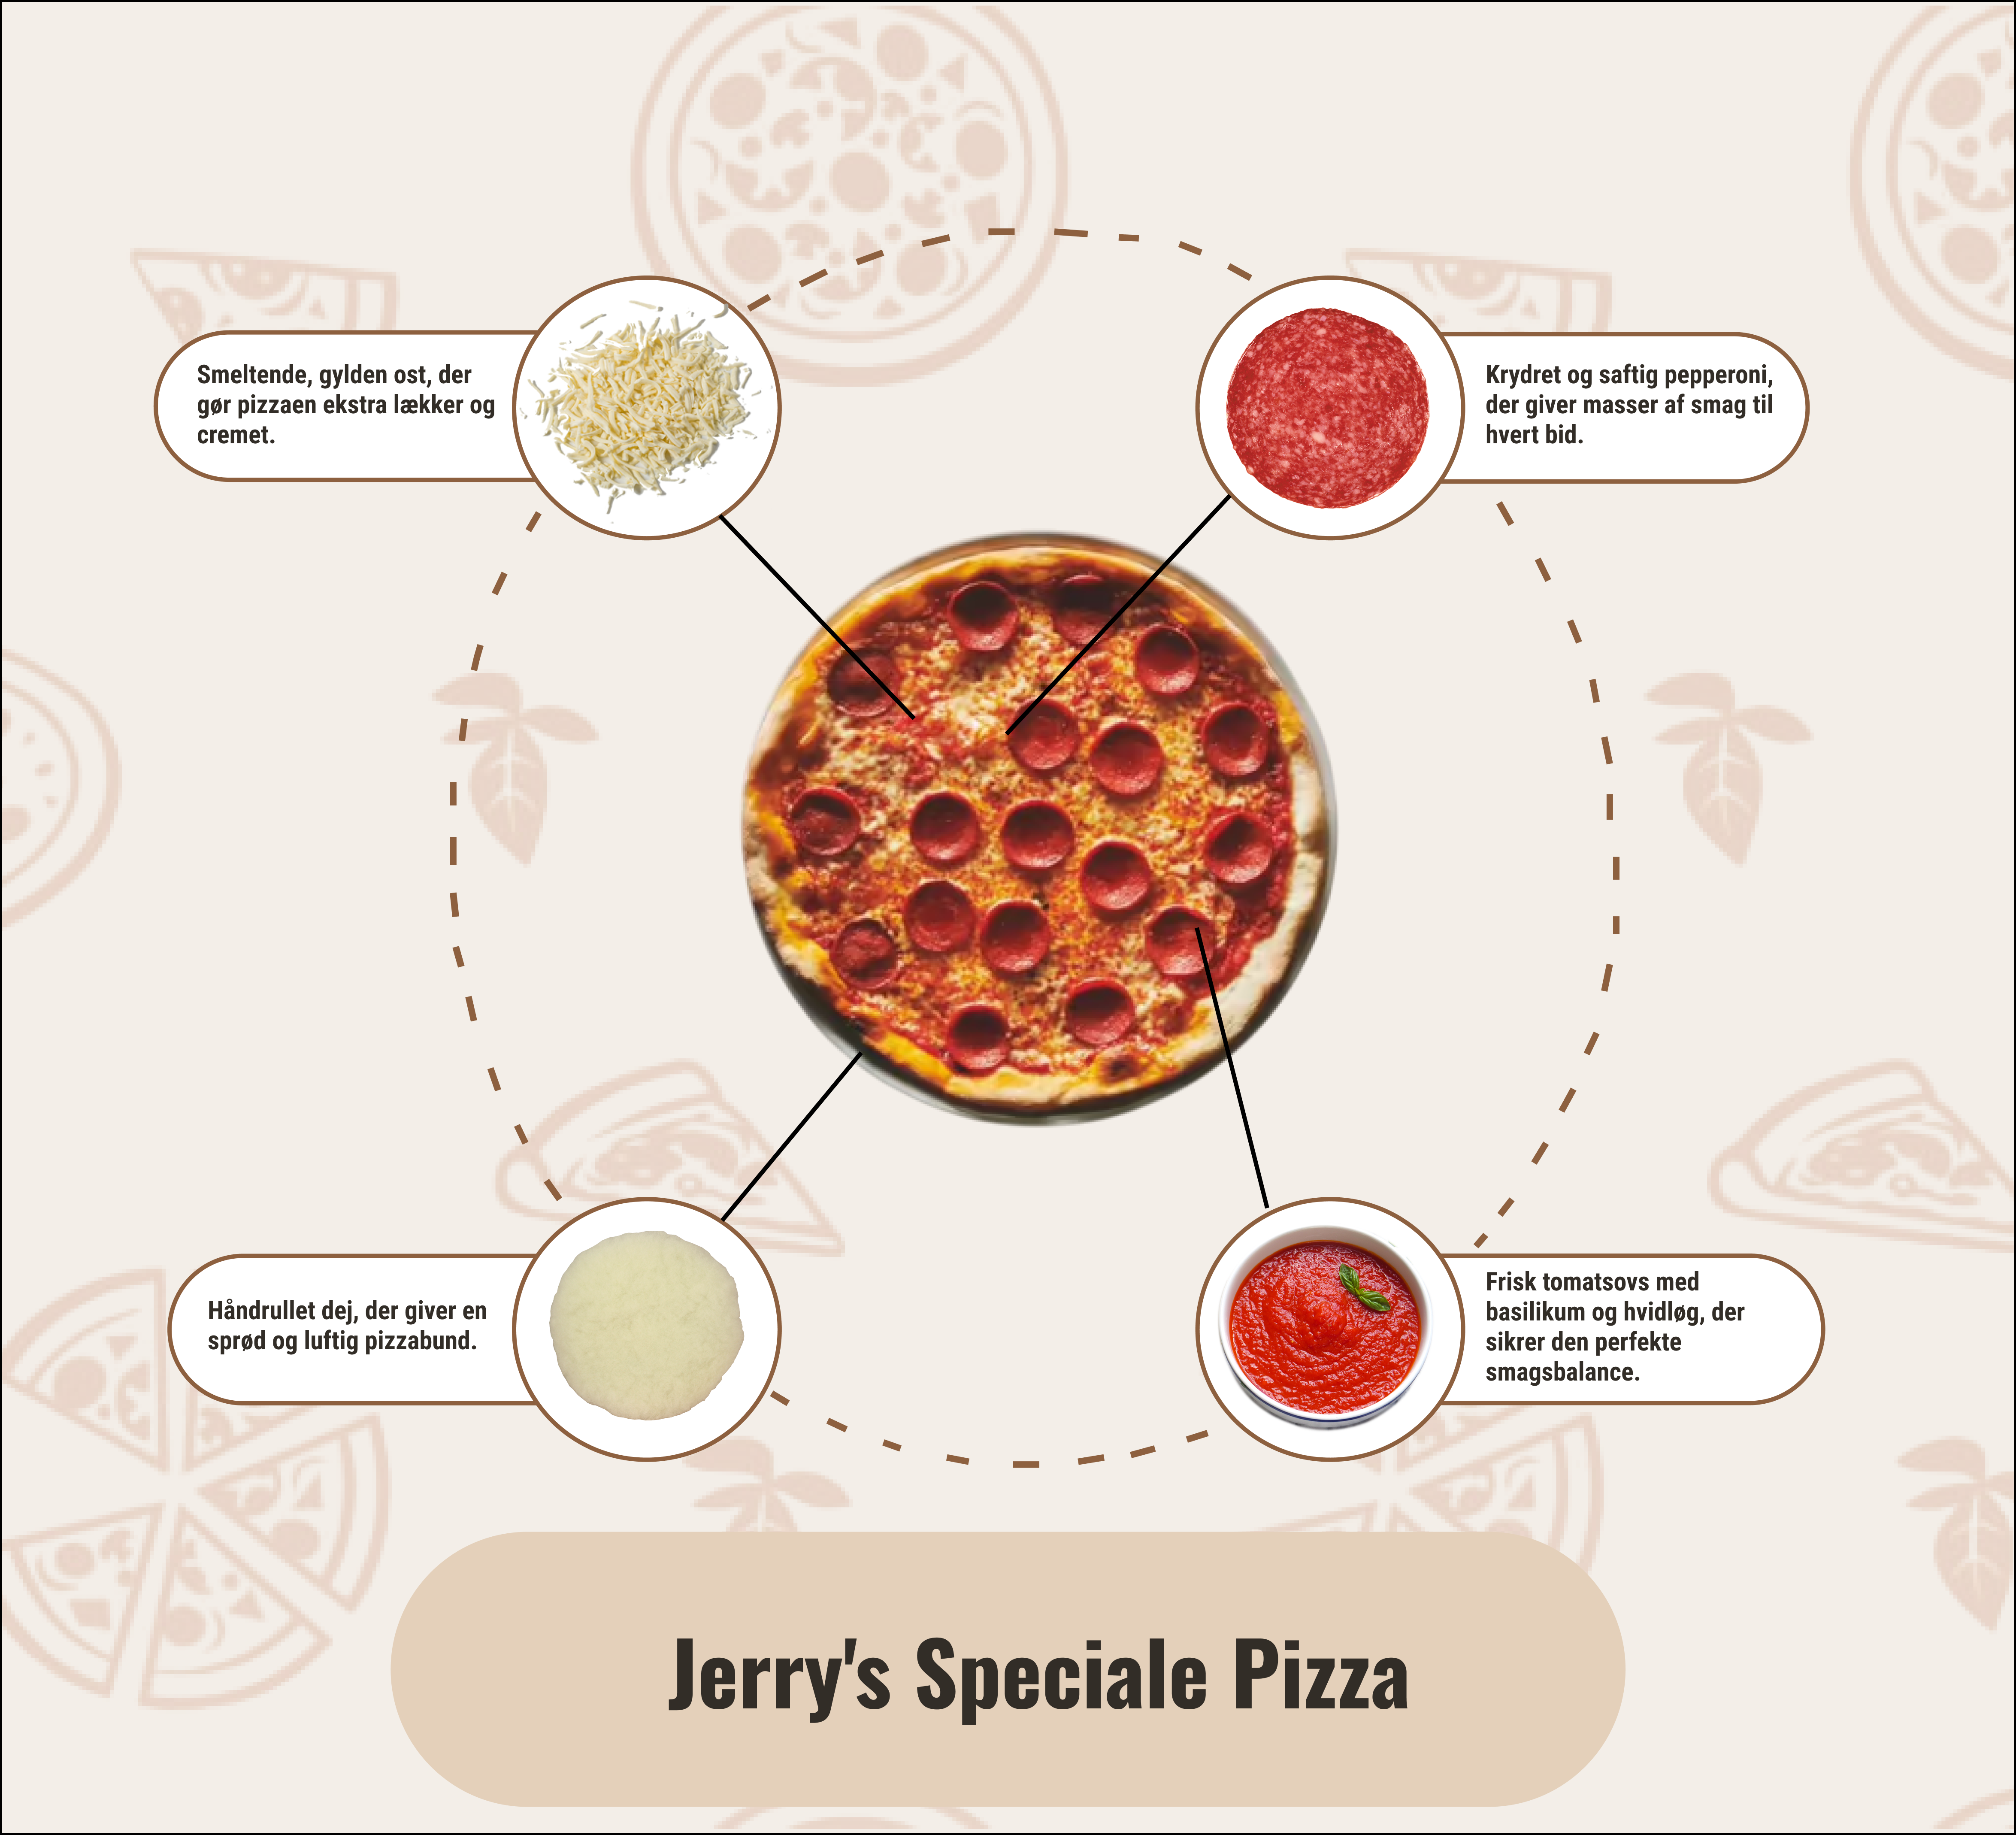 Smeltende, gylden ost, der
gør pizzaen ekstra lækker og
cremet.
Krydret og saftig pepperoni,
der giver masser af smag til
hvert bid.
Håndrullet dej, der giver en
sprød og luftig pizzabund.
Frisk tomatsovs med
basilikum og hvidløg, der
sikrer den perfekte
smagsbalance.
Jerry's Speciale Pizza